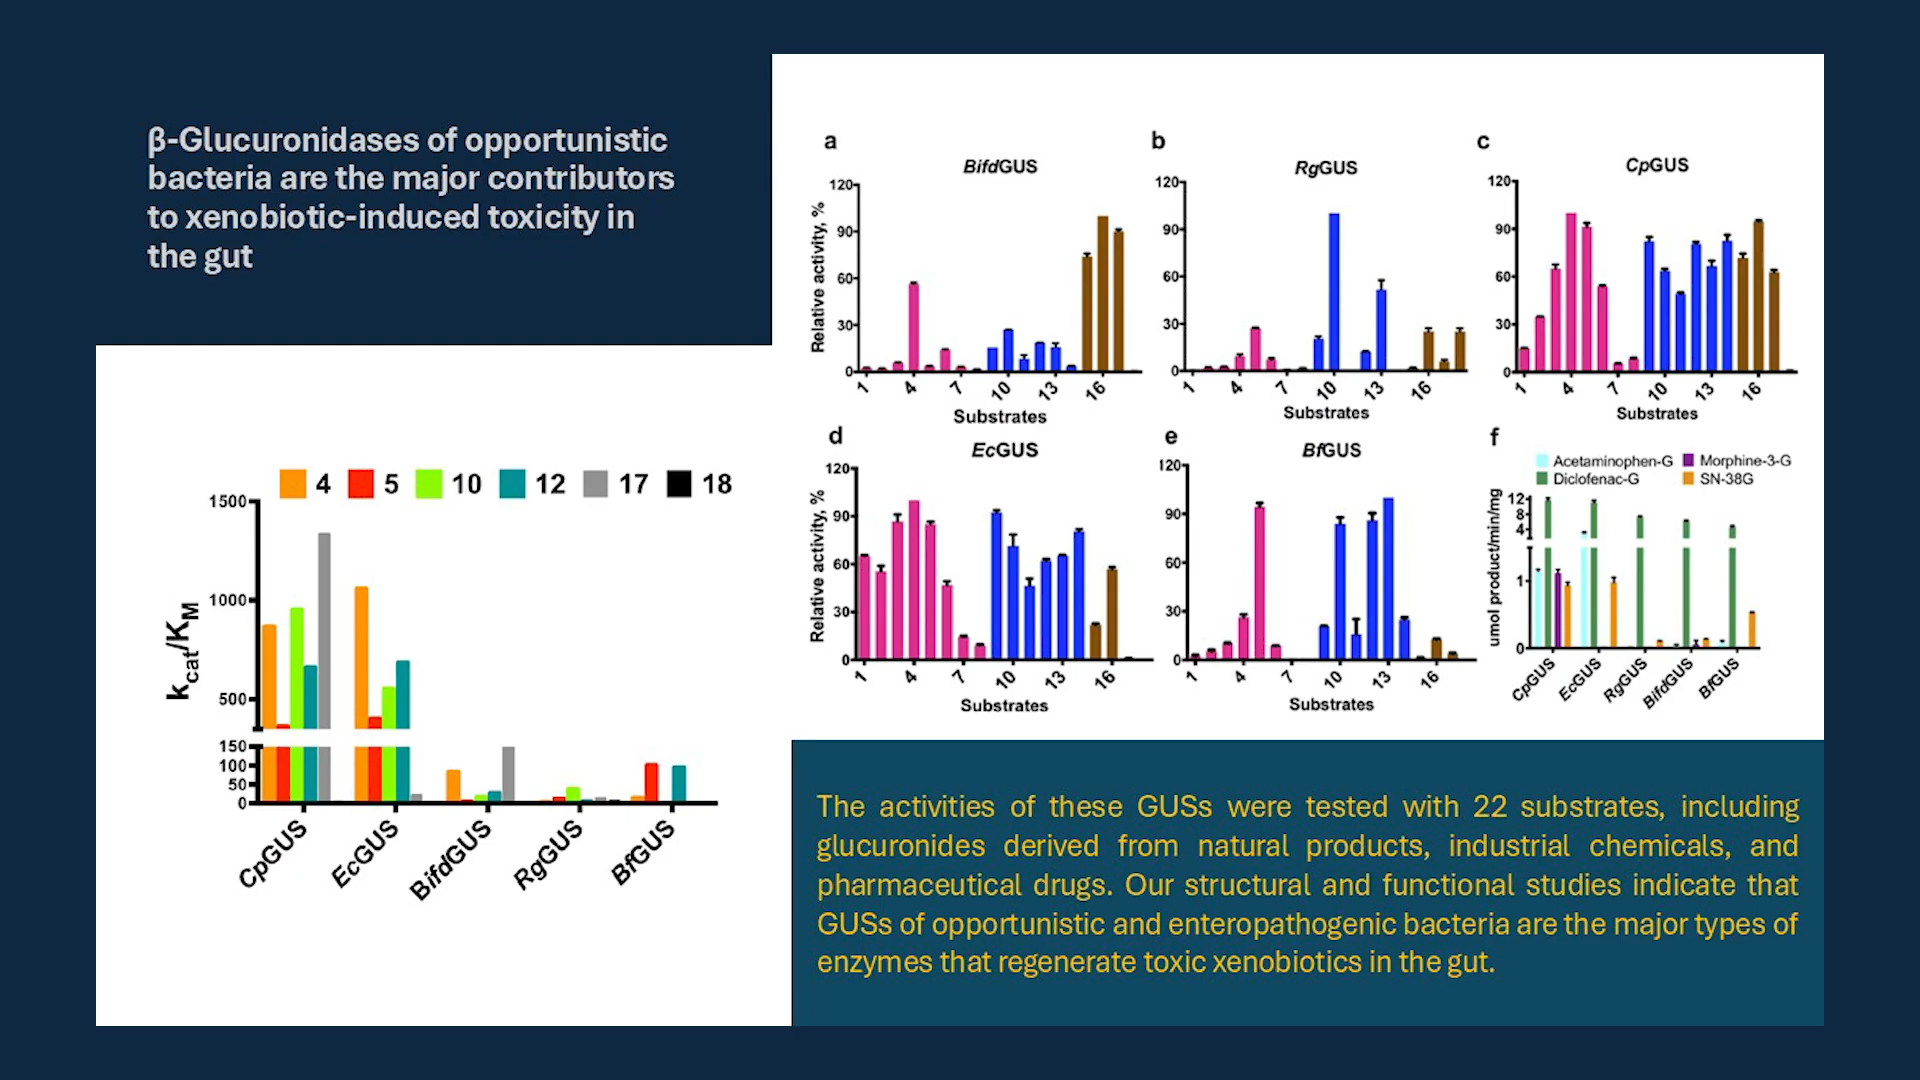 β-Glucuronidases of opportunistic
bacteria are the major contributors
to xenobiotic-induced toxicity in
the gut
4 5 10 12 17 18
1500
1000
500
150
100
50
0
kcat/KM
CpGUS EcGUS BifdGUS RgGUS BfGUS
a
BifdGUS
Relative activity, %
120
90
60
30
0
1 4 7 10 13 16
Substrates
b
RgGUS
120
90
60
30
0
1 4 7 10 13 16
Substrates
c
CpGUS
120
90
60
30
0
1 4 7 10 13 16
Substrates
d
EcGUS
Relative activity, %
120
90
60
30
0
1 4 7 10 13 16
Substrates
e
BfGUS
120
90
60
30
0
1 4 7 10 13 16
Substrates
f
Acetaminophen-G Morphine-3-G
Diclofenac-G SN-38G
umol product/min/mg
12
8
4
1
0
CpGUS EcGUS RgGUS BifdGUS BfGUS
The activities of these GUSs were tested with 22 substrates, including
glucuronides derived from natural products, industrial chemicals, and
pharmaceutical drugs. Our structural and functional studies indicate that
GUSs of opportunistic and enteropathogenic bacteria are the major types of
enzymes that regenerate toxic xenobiotics in the gut.